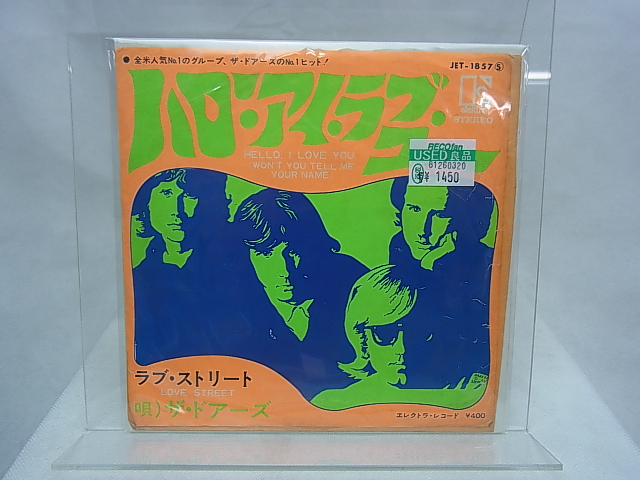 ● 全米人気No.1のグループ、ザ・ドアーズのNo.1ヒット!
JET-1857Ⓢ
ハロー・アイ・ラブ・ユー
STEREO
HELLO, I LOVE YOU
WON'T YOU TELL ME
YOUR NAME
RECOfan
USED 良品
61260320
¥ 1450
ラブ・ストリート
LOVE STREET
唄)ザ・ドアーズ
エレクトラ・レコード ¥400